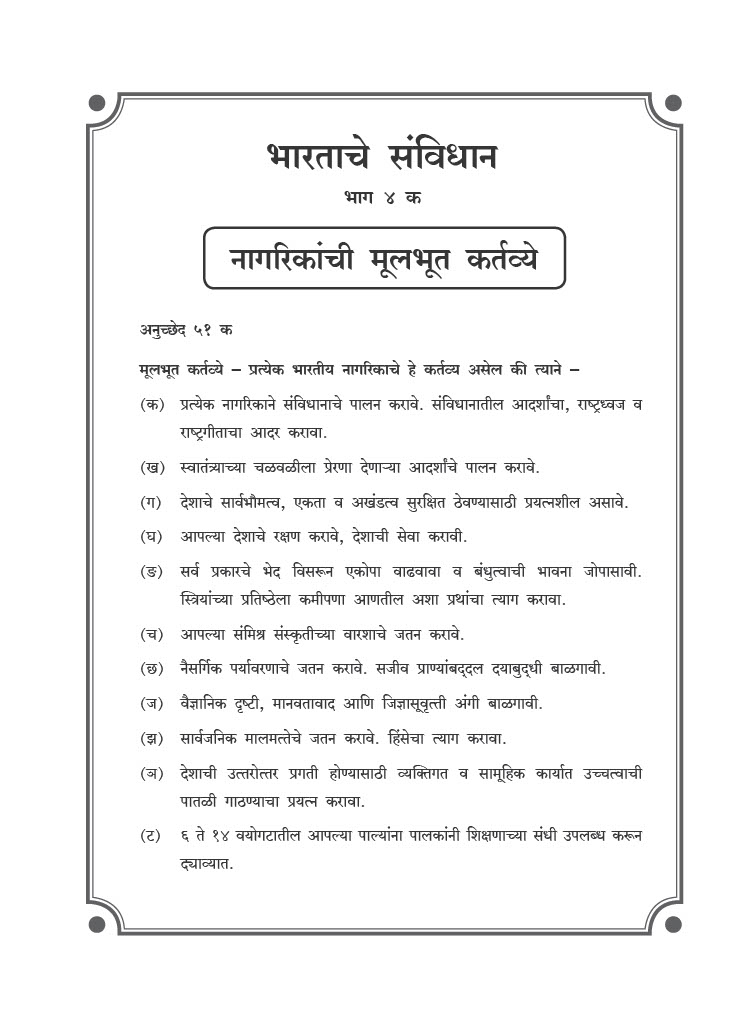 भारताचे संविधान
भाग ४ क
नागरिकांची मूलभूत कर्तव्ये
अनुच्छेद ५१ क
मूलभूत कर्तव्ये – प्रत्येक भारतीय नागरिकाचे हे कर्तव्य असेल की त्याने –
(क) प्रत्येक नागरिकाने संविधानाचे पालन करावे. संविधानातील आदर्शांचा, राष्ट्रध्वज व
राष्ट्रगीताचा आदर करावा.
(ख) स्वातंत्र्याच्या चळवळीला प्रेरणा देणाऱ्या आदर्शांचे पालन करावे.
(ग) देशाचे सार्वभौमत्व, एकता व अखंडत्व सुरक्षित ठेवण्यासाठी प्रयत्नशील असावे.
(घ) आपल्या देशाचे रक्षण करावे, देशाची सेवा करावी.
(ङ) सर्व प्रकारचे भेद विसरून एकोपा वाढवावा व बंधुत्वाची भावना जोपासावी.
स्त्रियांच्या प्रतिष्ठेला कमीपणा आणतील अशा प्रथांचा त्याग करावा.
(च) आपल्या संमिश्र संस्कृतीच्या वारशाचे जतन करावे.
(छ) नैसर्गिक पर्यावरणाचे जतन करावे. सजीव प्राण्यांबद्दल दयाबुद्धी बाळगावी.
(ज) वैज्ञानिक दृष्टी, मानवतावाद आणि जिज्ञासूवृत्ती अंगी बाळगावी.
(झ) सार्वजनिक मालमत्तेचे जतन करावे. हिंसेचा त्याग करावा.
(ञ) देशाची उत्तरोत्तर प्रगती होण्यासाठी व्यक्तिगत व सामूहिक कार्यात उच्चत्वाची
पातळी गाठण्याचा प्रयत्न करावा.
(ट) ६ ते १४ वयोगटातील आपल्या पाल्यांना पालकांनी शिक्षणाच्या संधी उपलब्ध करून
द्याव्यात.